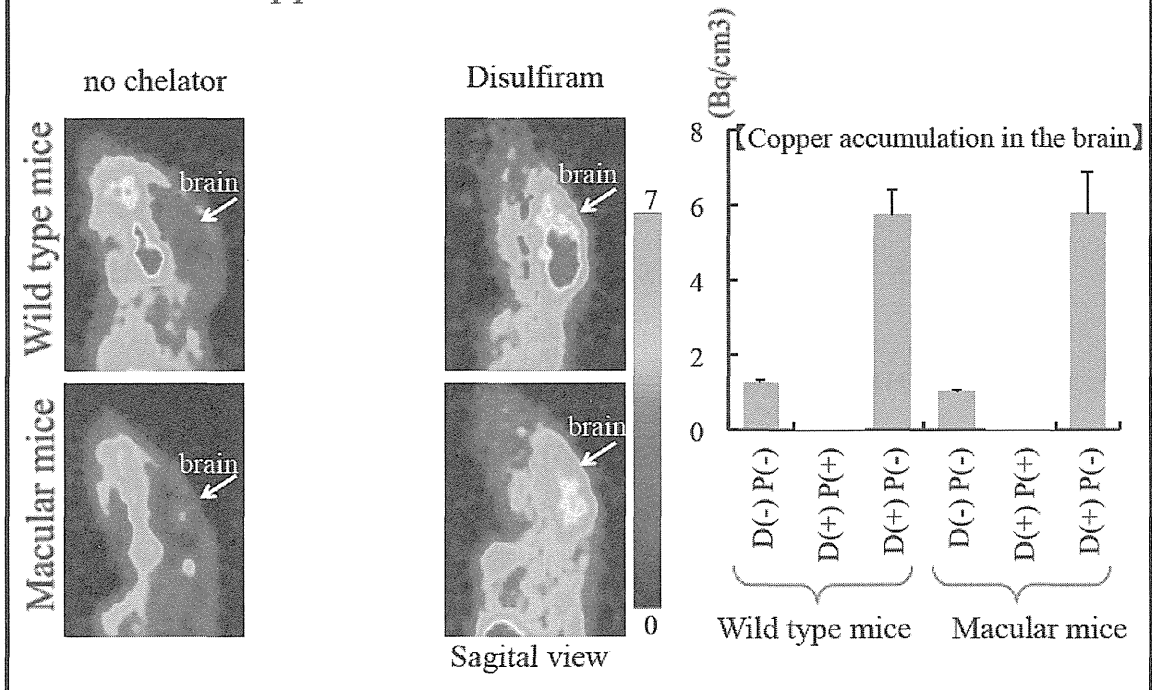 (Bq/cm3)
no chelator
Disulfiram
Wild type mice
brain
brain
Macular mice
brain
brain
7
0
Sagital view
8
【Copper accumulation in the brain】
6
4
2
0
D(-) P(-)
D(+) P(+)
D(+) P(-)
D(-) P(-)
D(+) P(+)
D(+) P(-)
Wild type mice
Macular mice